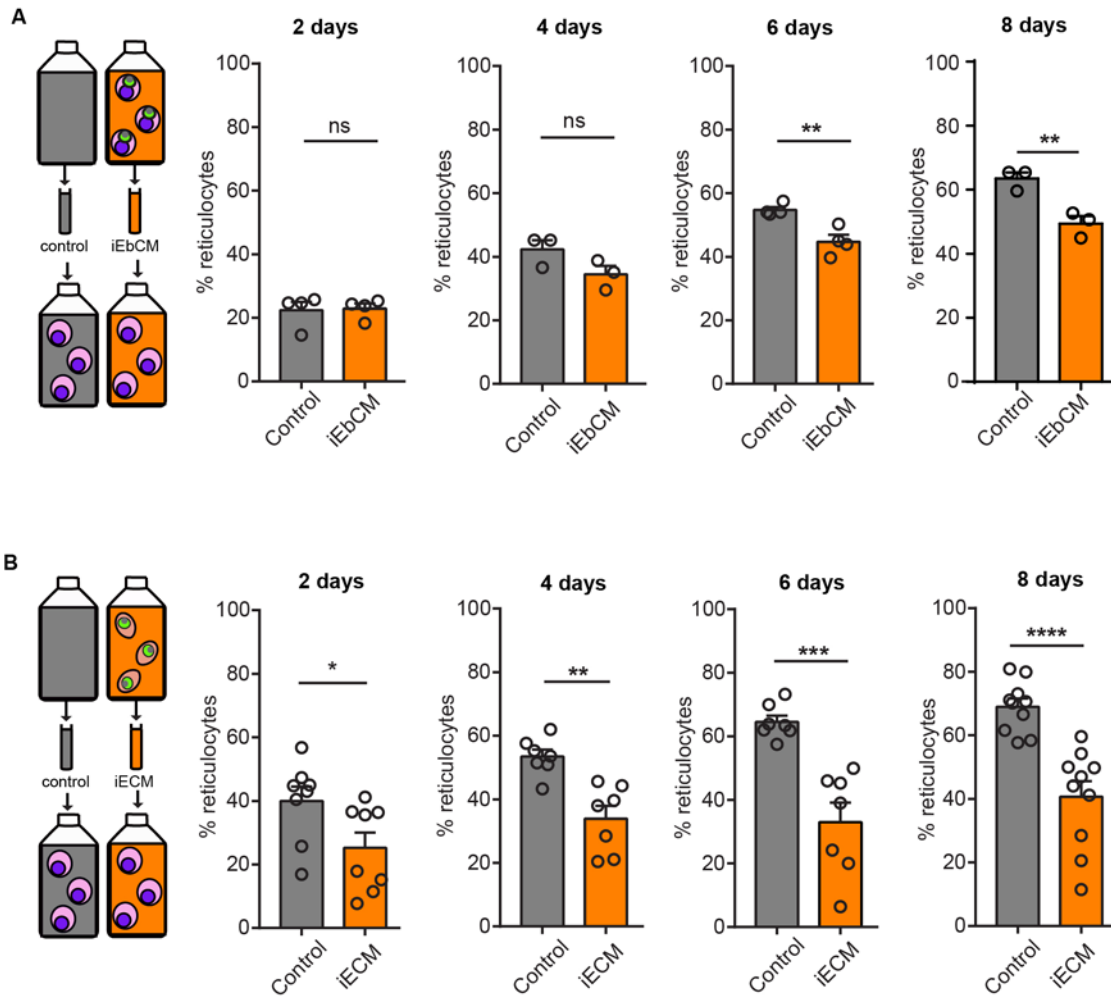 A
control
iEbCM
2 days
% reticulocytes
100
80
60
40
20
0
ns
Control
iEbCM
4 days
% reticulocytes
100
80
60
40
20
0
ns
Control
iEbCM
6 days
% reticulocytes
100
80
60
40
20
0
**
Control
iEbCM
8 days
% reticulocytes
100
80
60
40
20
0
**
Control
iEbCM
B
control
iECM
2 days
% reticulocytes
100
80
60
40
20
0
*
Control
iECM
4 days
% reticulocytes
100
80
60
40
20
0
**
Control
iECM
6 days
% reticulocytes
100
80
60
40
20
0
***
Control
iECM
8 days
% reticulocytes
100
80
60
40
20
0
****
Control
iECM